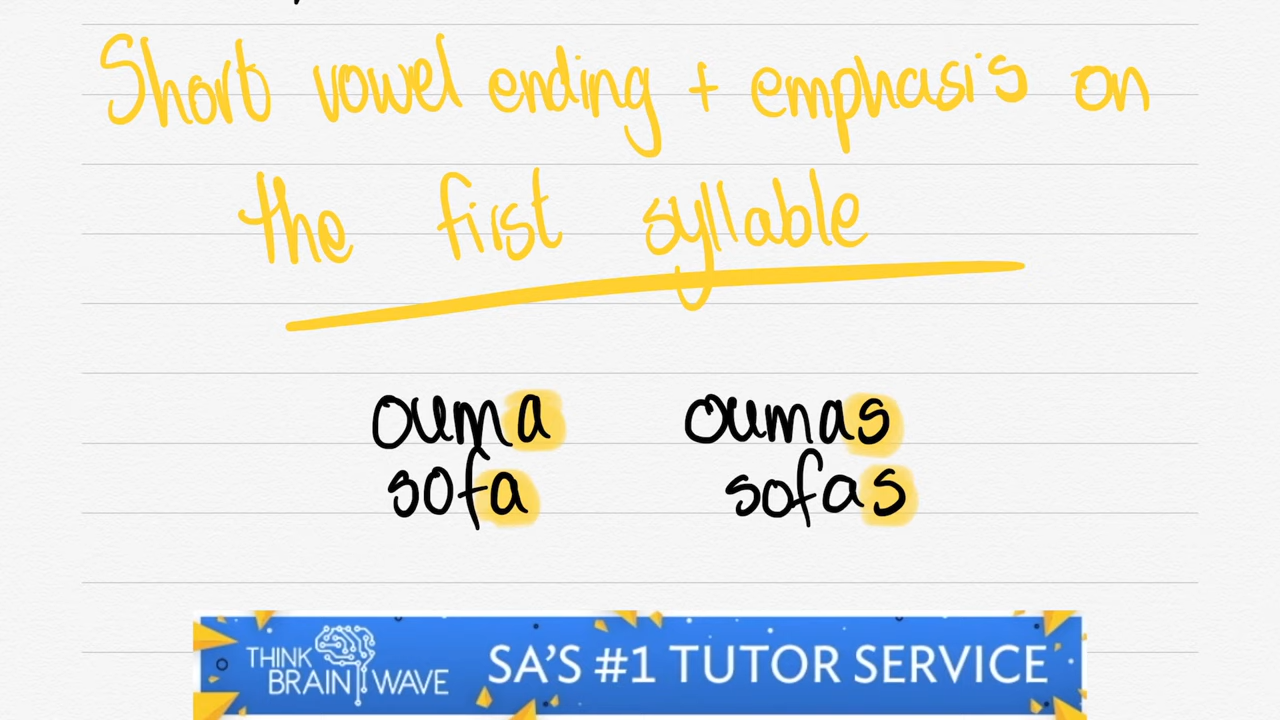 Short vowel ending + emphasis on
the first syllable
ouma oumas
sofa sofas
THINK BRAIN WAVE
SA'S #1 TUTOR SERVICE